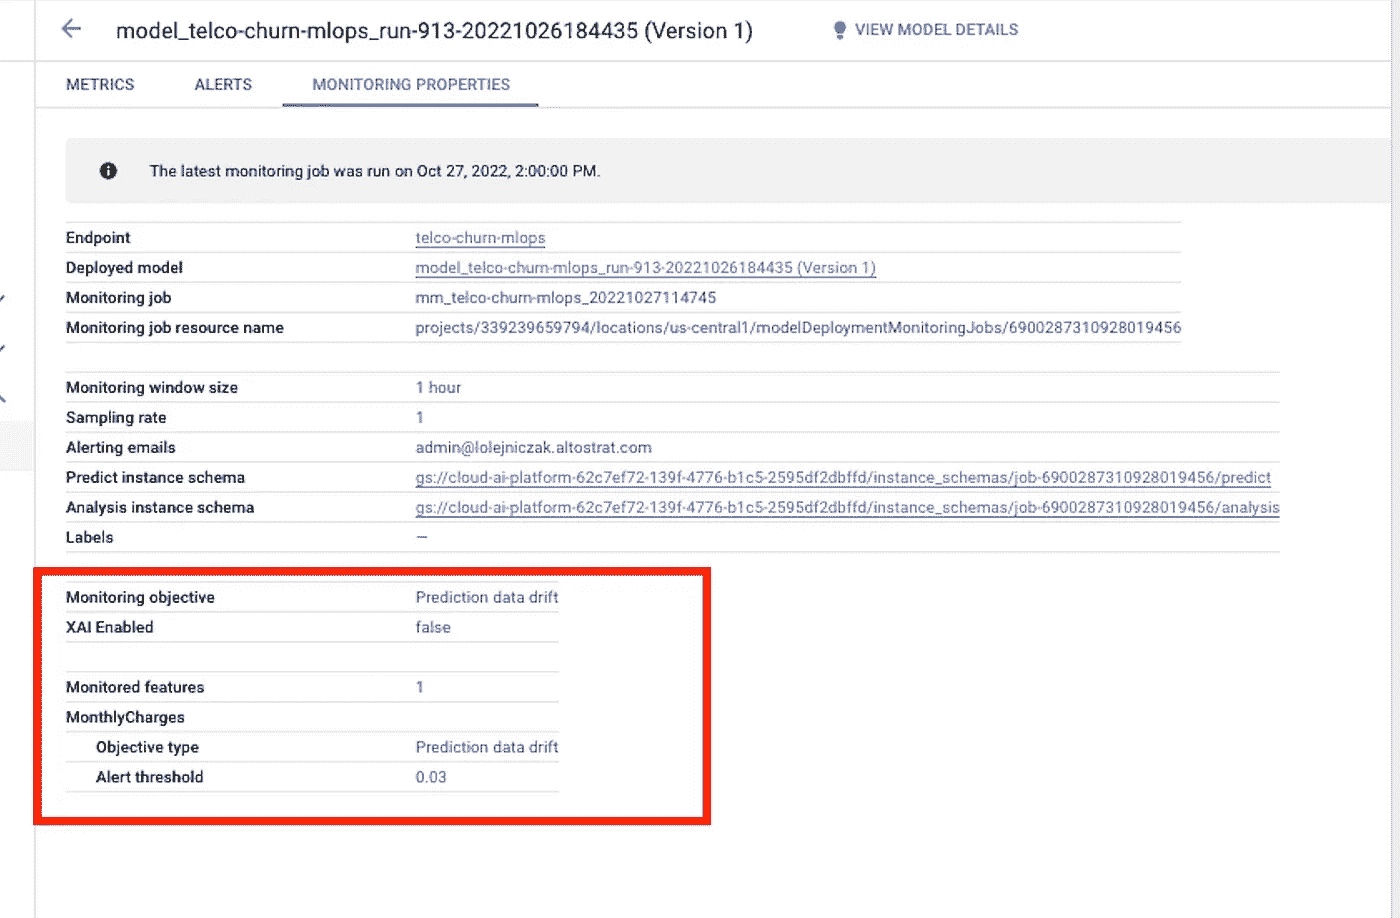 model_telco-churn-mlops_run-913-20221026184435 (Version 1) VIEW MODEL DETAILS
METRICS ALERTS MONITORING PROPERTIES
The latest monitoring job was run on Oct 27, 2022, 2:00:00 PM.
Endpoint telco-churn-mlops
Deployed model model_telco-churn-mlops_run-913-20221026184435 (Version 1)
Monitoring job mm_telco-churn-mlops_20221027114745
Monitoring job resource name projects/339239659794/locations/us-central1/modelDeploymentMonitoringJobs/6900287310928019456
Monitoring window size 1 hour
Sampling rate 1
Alerting emails admin@lolejniczak.altostrat.com
Predict instance schema gs://cloud-ai-platform-62c7ef72-139f-4776-b1c5-2595df2dbffd/instance_schemas/job-6900287310928019456/predict
Analysis instance schema gs://cloud-ai-platform-62c7ef72-139f-4776-b1c5-2595df2dbffd/instance_schemas/job-6900287310928019456/analysis
Labels —
Monitoring objective Prediction data drift
XAI Enabled false
Monitored features 1
MonthlyCharges
Objective type Prediction data drift
Alert threshold 0.03